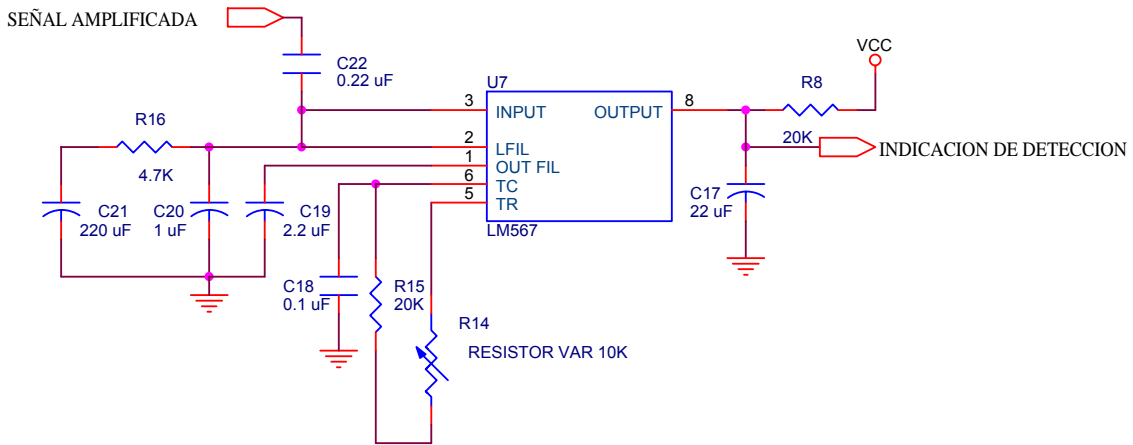 SEÑAL AMPLIFICADA
C22
0.22 uF
VCC
R8
20K
U7
3
INPUT
OUTPUT
8
2
LFIL
1
OUT FIL
6
TC
5
TR
LM567
INDICACION DE DETECCION
R16
4.7K
C21
220 uF
C20
1 uF
C19
2.2 uF
C17
22 uF
C18
0.1 uF
R15
20K
R14
RESISTOR VAR 10K